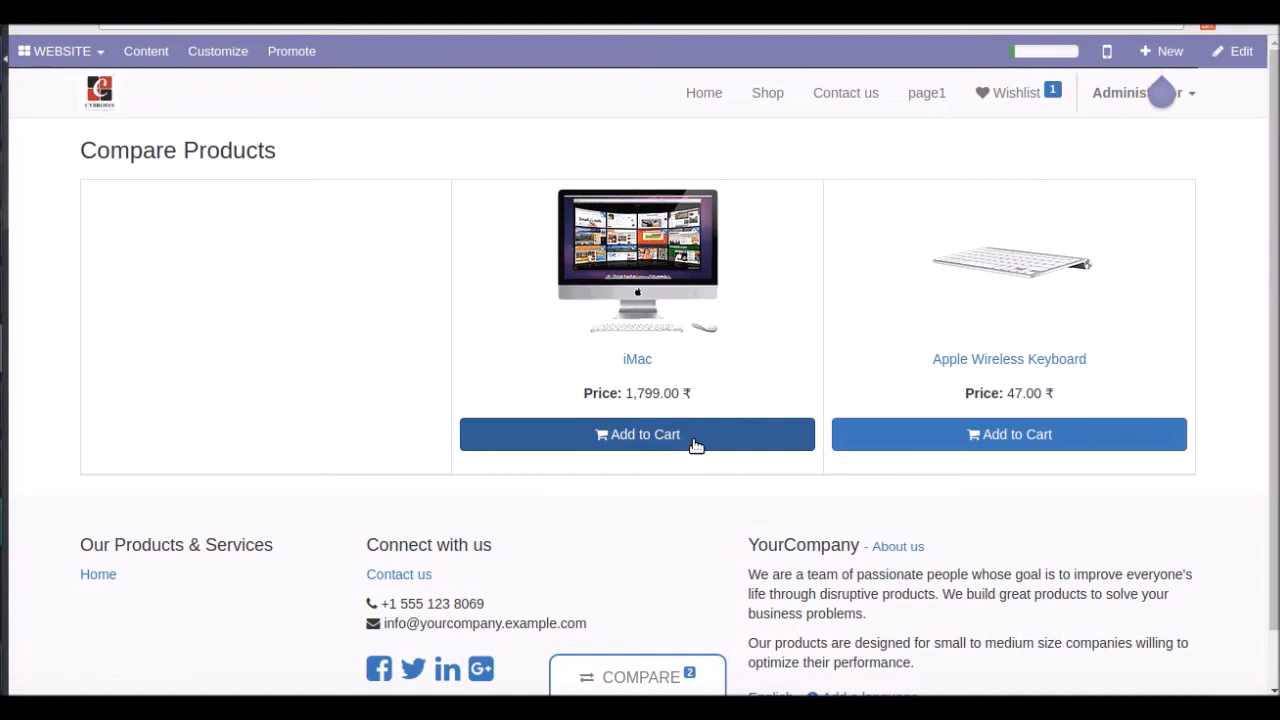 WEBSITE Content Customize Promote New Edit
CYBROSYS
Home Shop Contact us page1 Wishlist 1
Compare Products
iMac
Price: 1,799.00 ₹
Add to Cart
Apple Wireless Keyboard
Price: 47.00 ₹
Add to Cart
Our Products & Services
Home
Connect with us
Contact us
+1 555 123 8069
info@yourcompany.example.com
COMPARE 2
YourCompany - About us
We are a team of passionate people whose goal is to improve everyone's
life through disruptive products. We build great products to solve your
business problems.
Our products are designed for small to medium size companies willing to
optimize their performance.